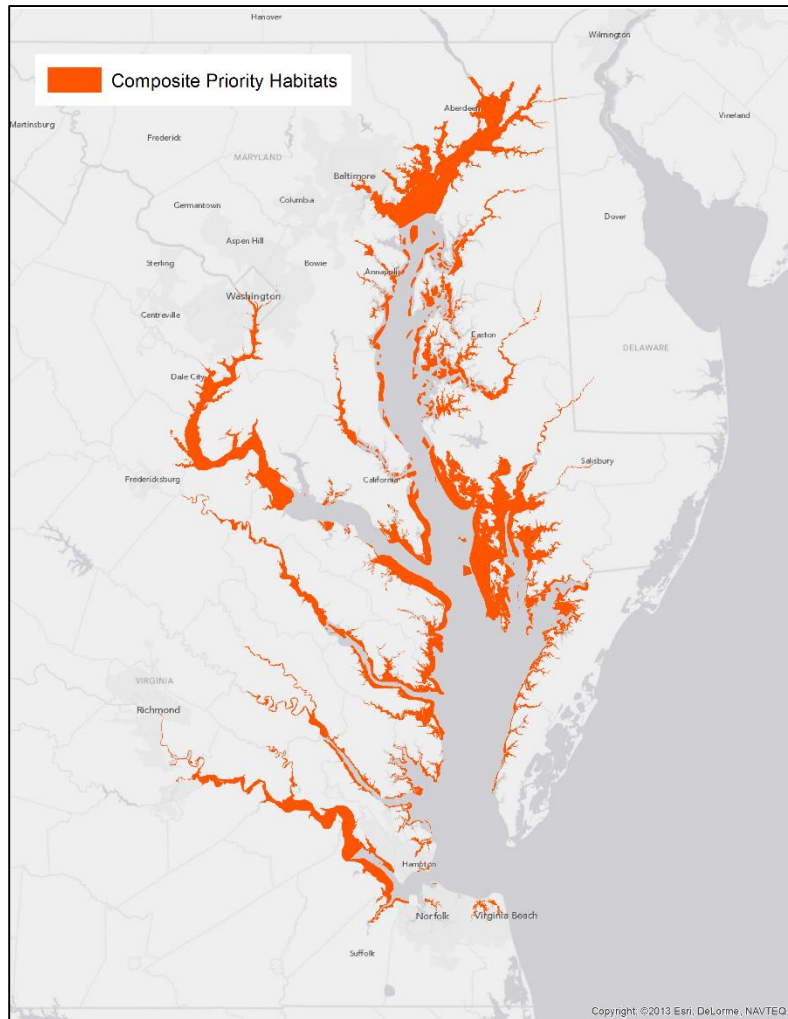 Hanover
Wilmington
Composite Priority Habitats
Aberdeen
Vineland
Martinsburg
Frederick
MARYLAND
Baltimore
Columbia
Germantown
Dover
Aspen Hill
Annapolis
Sterling
Bowie
Washington
Centreville
Easton
DELAWARE
Dale City
Salisbury
California
Fredericksburg
VIRGINIA
Richmond
Hampton
Norfolk
Virginia Beach
Suffolk
Copyright: ©2013 Esri, DeLorme, NAVTEQ